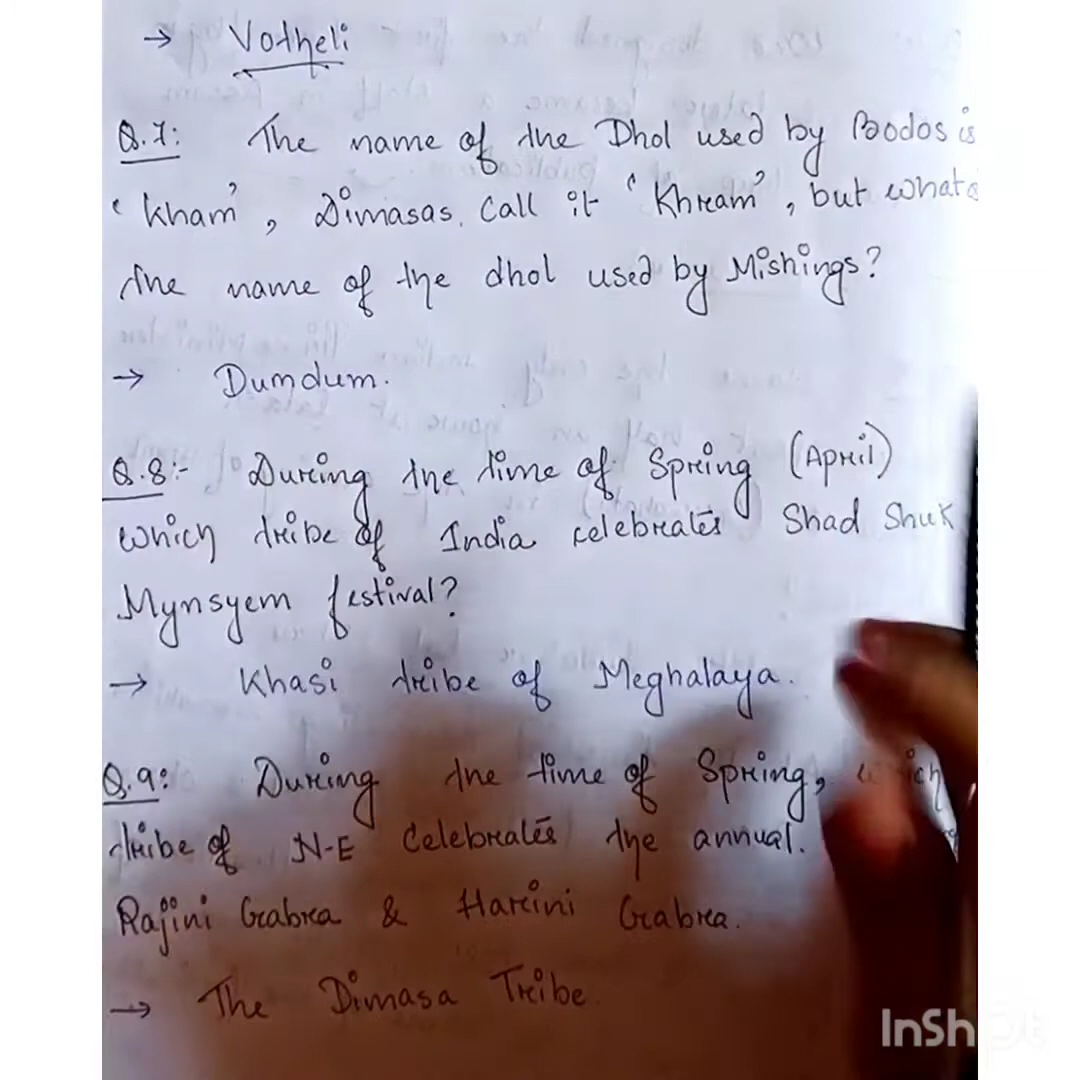 → Votheli
Q.7: The name of the Dhol used by Bodos is
'Kham', Dimasas. Call it 'Khram', but what
the name of the dhol used by Mishings?
→ Dumdum.
Q.8:- During the time of Spring (April)
which tribe of India celebrates Shad Shuk
Mynsyem festival?
→ Khasi tribe of Meghalaya.
Q.9: During the time of Spring, which
tribe of N-E Celebrates the annual.
Rajini Gabra & Harini Gabra.
→ The Dimasa Tribe.
InSh